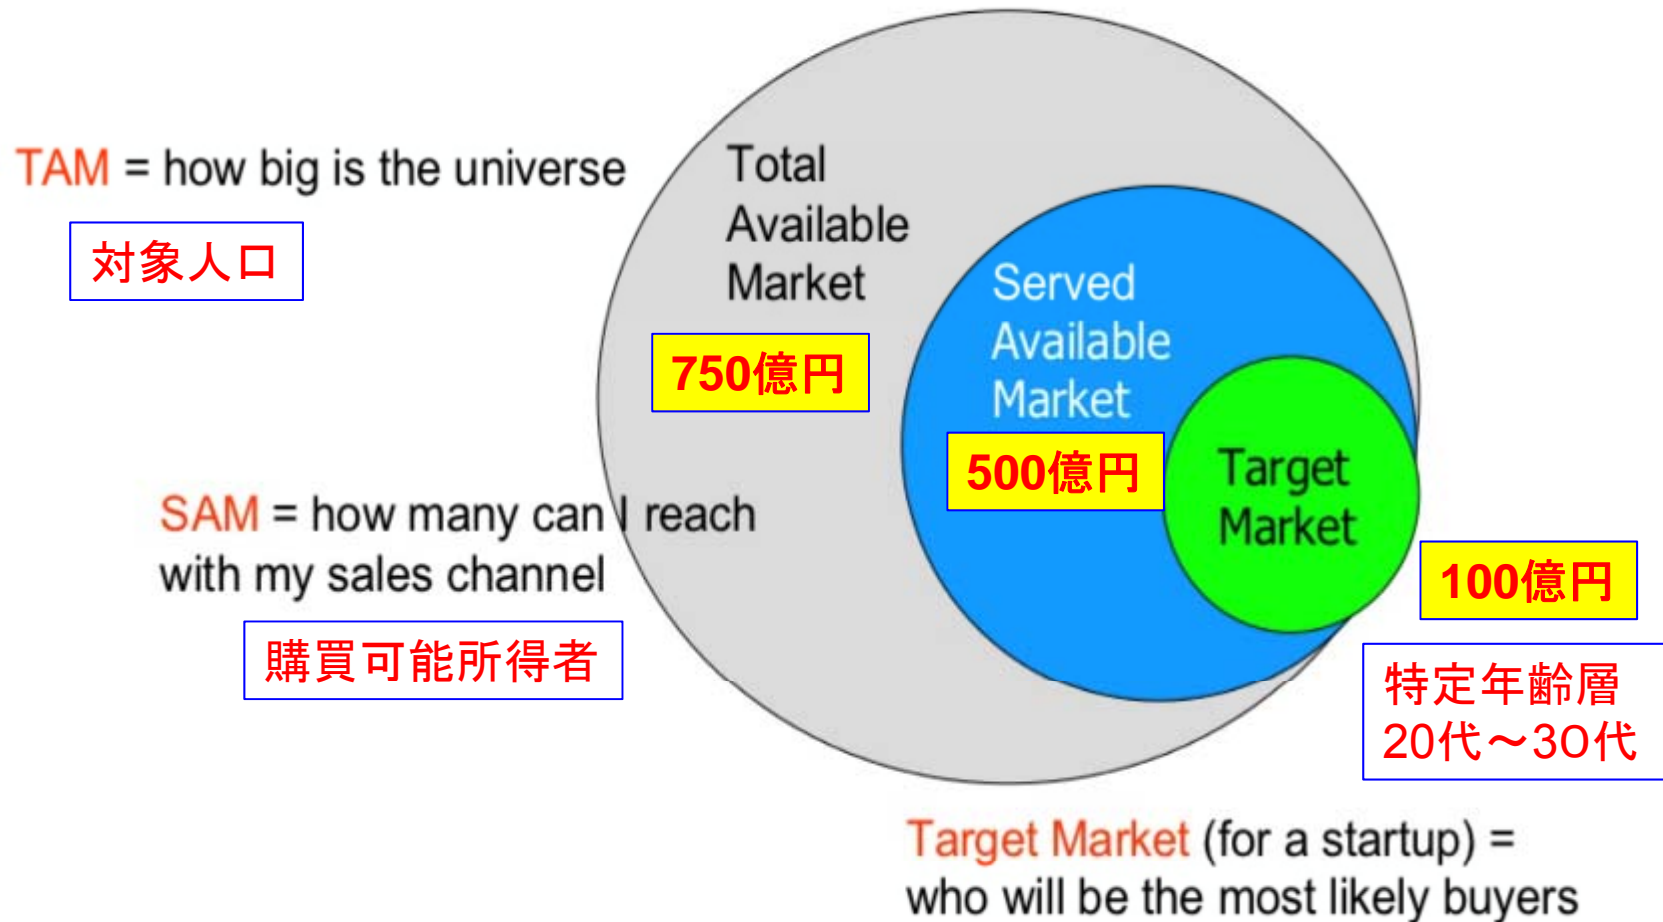 TAM = how big is the universe
対象人口
Total
Available
Market
750億円
Served
Available
Market
500億円
Target
Market
100億円
SAM = how many can I reach
with my sales channel
購買可能所得者
特定年齢層
20代～30代
Target Market (for a startup) =
who will be the most likely buyers